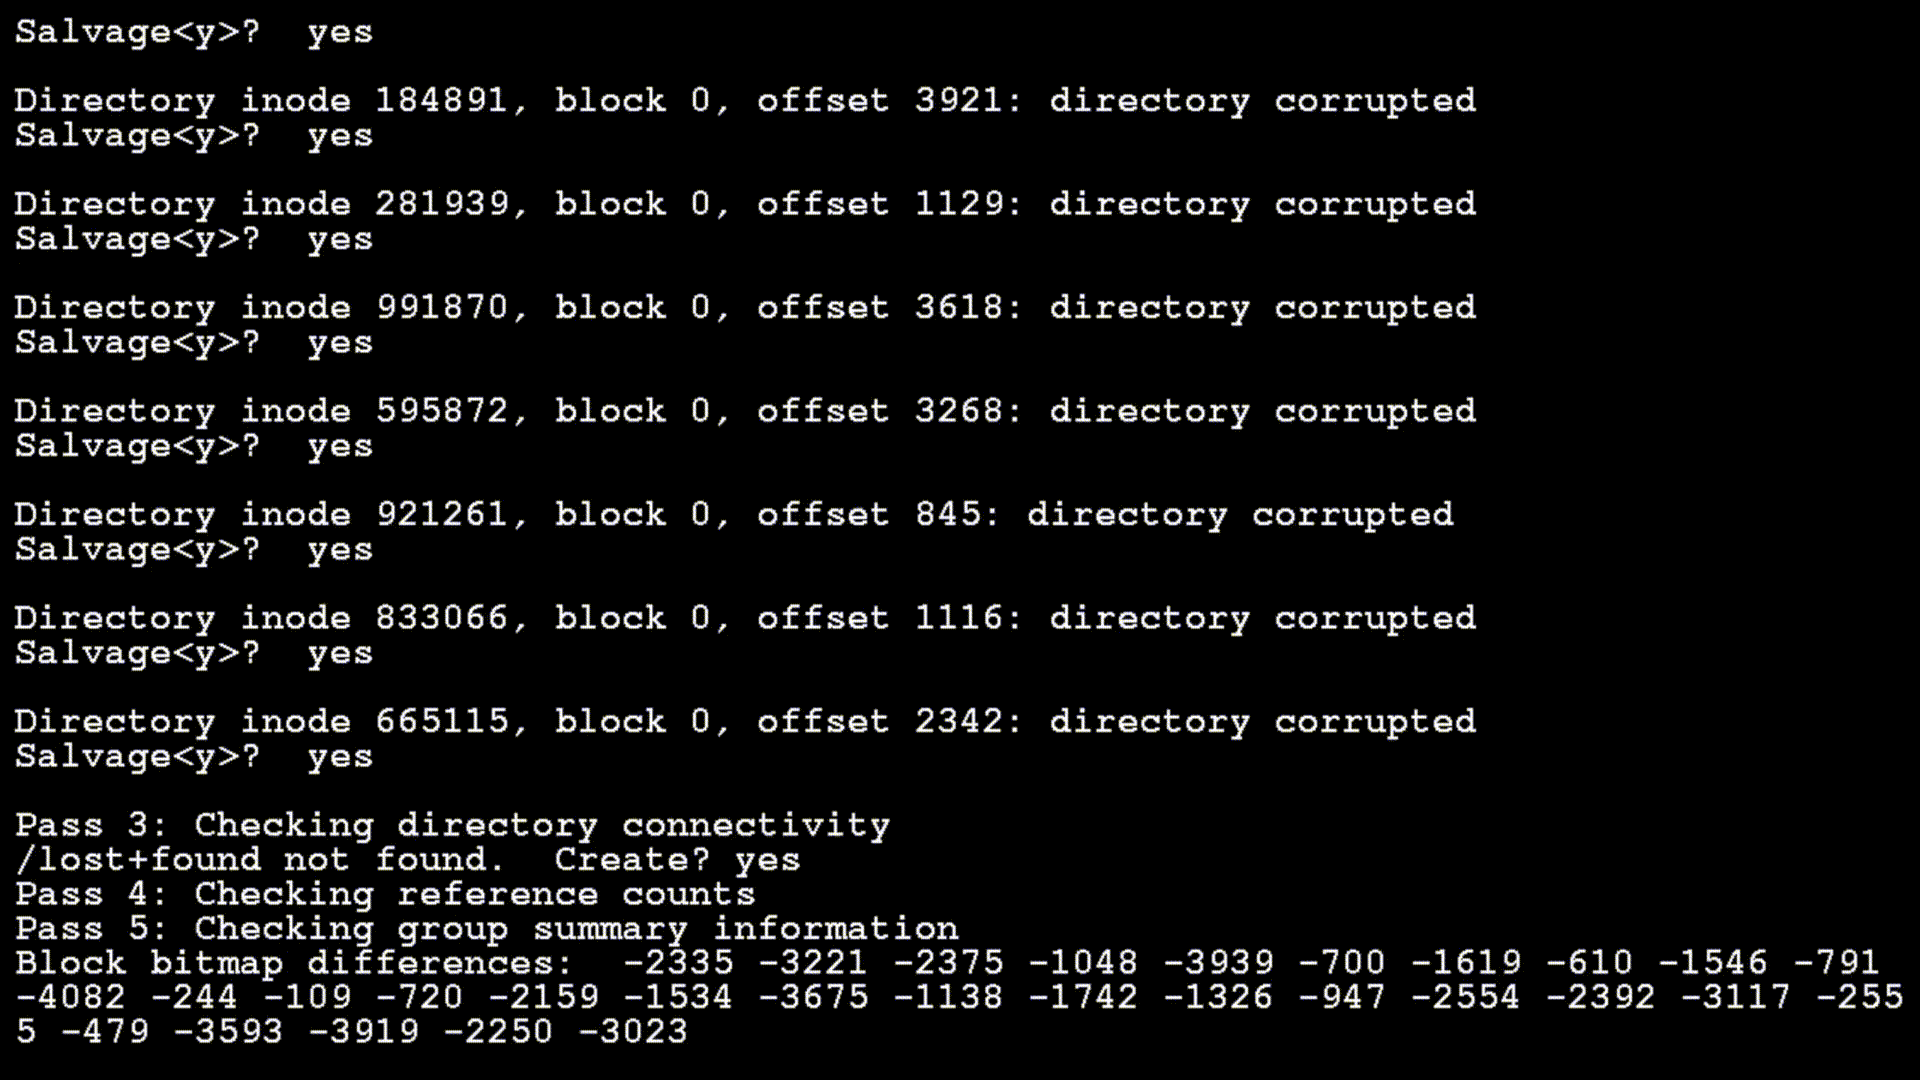 Salvage<y>?  yes
Directory inode 184891, block 0, offset 3921: directory corrupted
Salvage<y>?  yes
Directory inode 281939, block 0, offset 1129: directory corrupted
Salvage<y>?  yes
Directory inode 991870, block 0, offset 3618: directory corrupted
Salvage<y>?  yes
Directory inode 595872, block 0, offset 3268: directory corrupted
Salvage<y>?  yes
Directory inode 921261, block 0, offset 845: directory corrupted
Salvage<y>?  yes
Directory inode 833066, block 0, offset 1116: directory corrupted
Salvage<y>?  yes
Directory inode 665115, block 0, offset 2342: directory corrupted
Salvage<y>?  yes
Pass 3: Checking directory connectivity
/lost+found not found.  Create? yes
Pass 4: Checking reference counts
Pass 5: Checking group summary information
Block bitmap differences:  -2335 -3221 -2375 -1048 -3939 -700 -1619 -610 -1546 -791
-4082 -244 -109 -720 -2159 -1534 -3675 -1138 -1742 -1326 -947 -2554 -2392 -3117 -255
5 -479 -3593 -3919 -2250 -3023